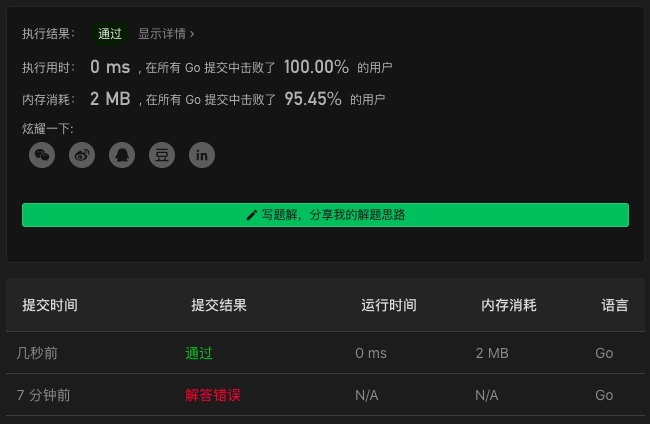 执行结果： 通过 显示详情 ›
执行用时： 0 ms , 在所有 Go 提交中击败了 100.00% 的用户
内存消耗： 2 MB , 在所有 Go 提交中击败了 95.45% 的用户
炫耀一下:
豆 in
写题解，分享我的解题思路
提交时间 提交结果 运行时间 内存消耗 语言
几秒前 通过 0 ms 2 MB Go
7 分钟前 解答错误 N/A N/A Go